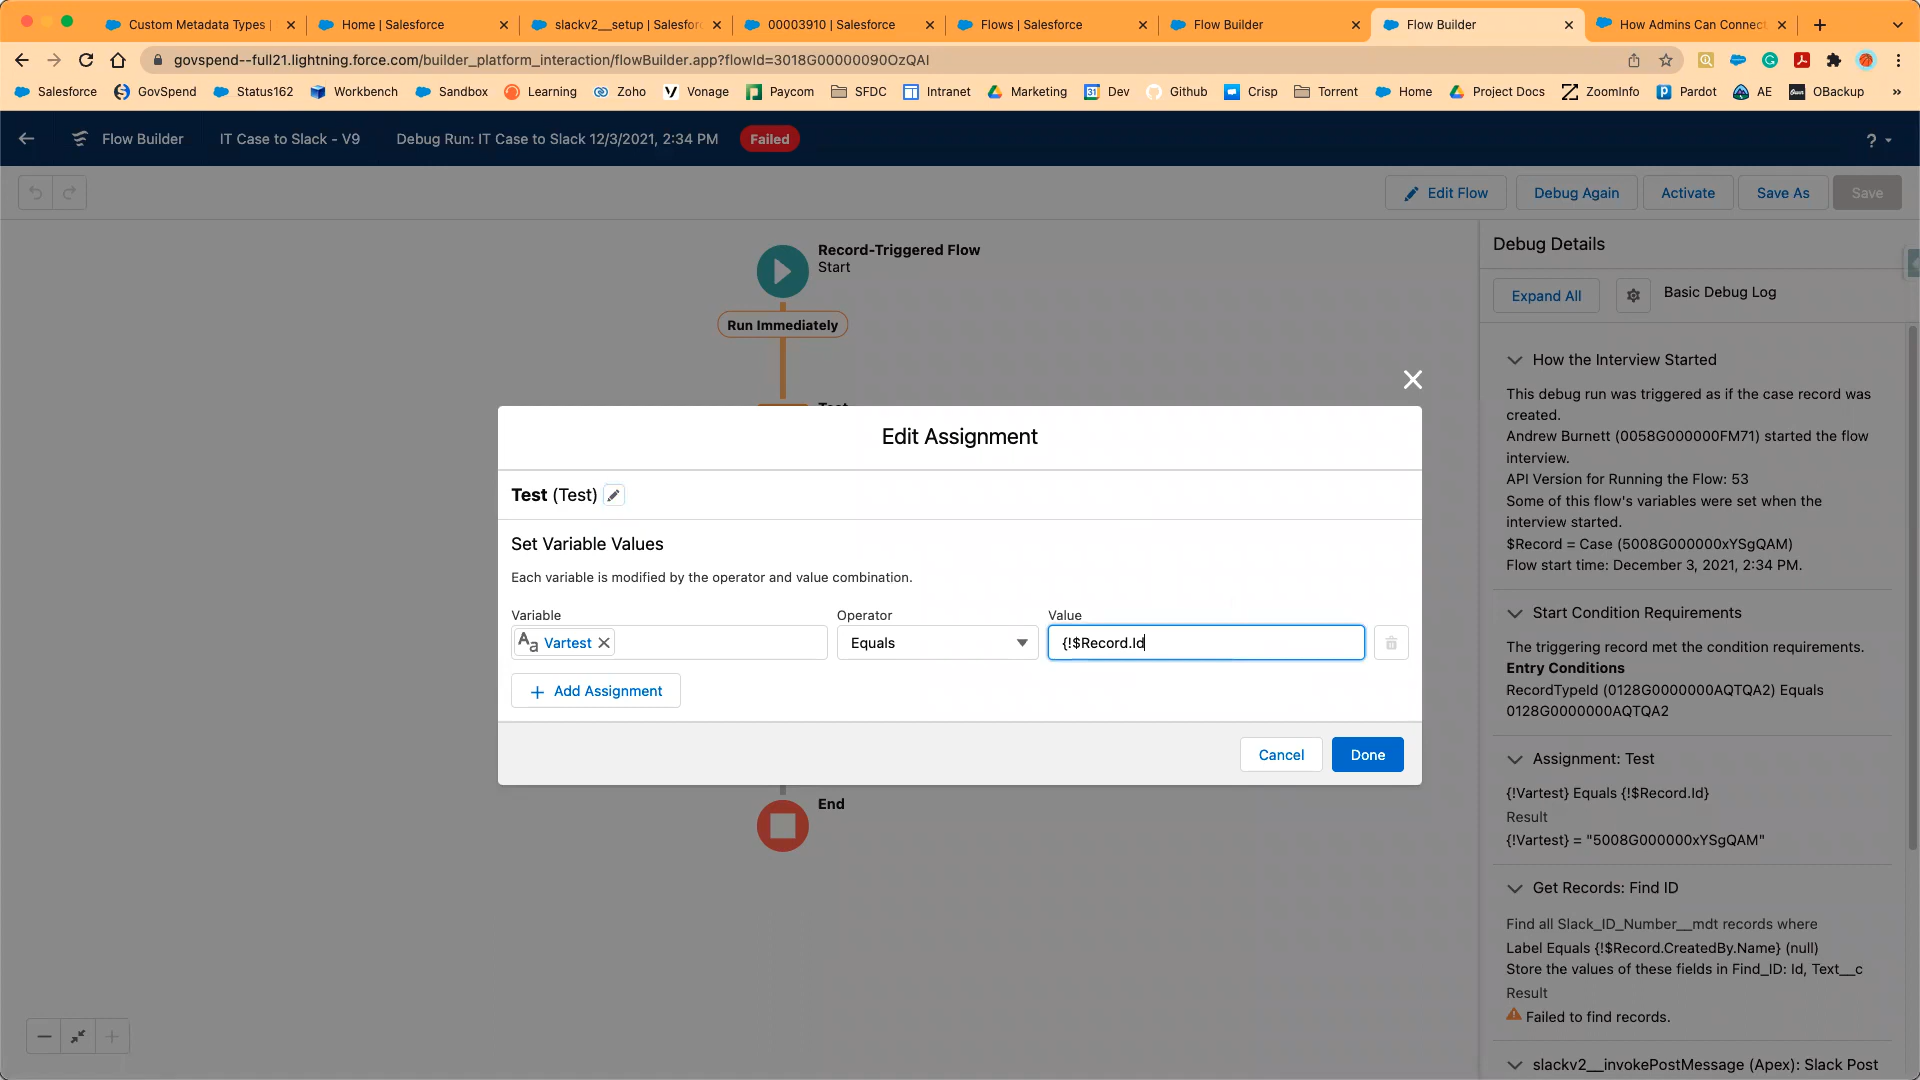 Custom Metadata Types |
Home | Salesforce
slackv2__setup | Salesforc
00003910 | Salesforce
Flows | Salesforce
Flow Builder
Flow Builder
How Admins Can Connect
govspend--full21.lightning.force.com/builder_platform_interaction/flowBuilder.app?flowId=3018G00000090OzQAI
Salesforce
GovSpend
Status162
Workbench
Sandbox
Learning
Zoho
Vonage
Paycom
SFDC
Intranet
Marketing
Dev
Github
Crisp
Torrent
Home
Project Docs
ZoomInfo
Pardot
AE
OBackup
»
Flow Builder
IT Case to Slack - V9
Debug Run: IT Case to Slack 12/3/2021, 2:34 PM
Failed
?
Edit Flow
Debug Again
Activate
Save As
Save
Record-Triggered Flow
Start
Run Immediately
Edit Assignment
Test (Test)
Set Variable Values
Each variable is modified by the operator and value combination.
Variable
Operator
Value
Aa Vartest
Equals
{!$Record.Id
+ Add Assignment
Cancel
Done
End
Debug Details
Expand All
Basic Debug Log
How the Interview Started
This debug run was triggered as if the case record was
created.
Andrew Burnett (0058G000000FM71) started the flow
interview.
API Version for Running the Flow: 53
Some of this flow's variables were set when the
interview started.
$Record = Case (5008G000000xYSgQAM)
Flow start time: December 3, 2021, 2:34 PM.
Start Condition Requirements
The triggering record met the condition requirements.
Entry Conditions
RecordTypeId (0128G0000000AQTQA2) Equals
0128G0000000AQTQA2
Assignment: Test
{!Vartest} Equals {!$Record.Id}
Result
{!Vartest} = "5008G000000xYSgQAM"
Get Records: Find ID
Find all Slack_ID_Number__mdt records where
Label Equals {!$Record.CreatedBy.Name} (null)
Store the values of these fields in Find_ID: Id, Text__c
Result
Failed to find records.
slackv2__invokePostMessage (Apex): Slack Post